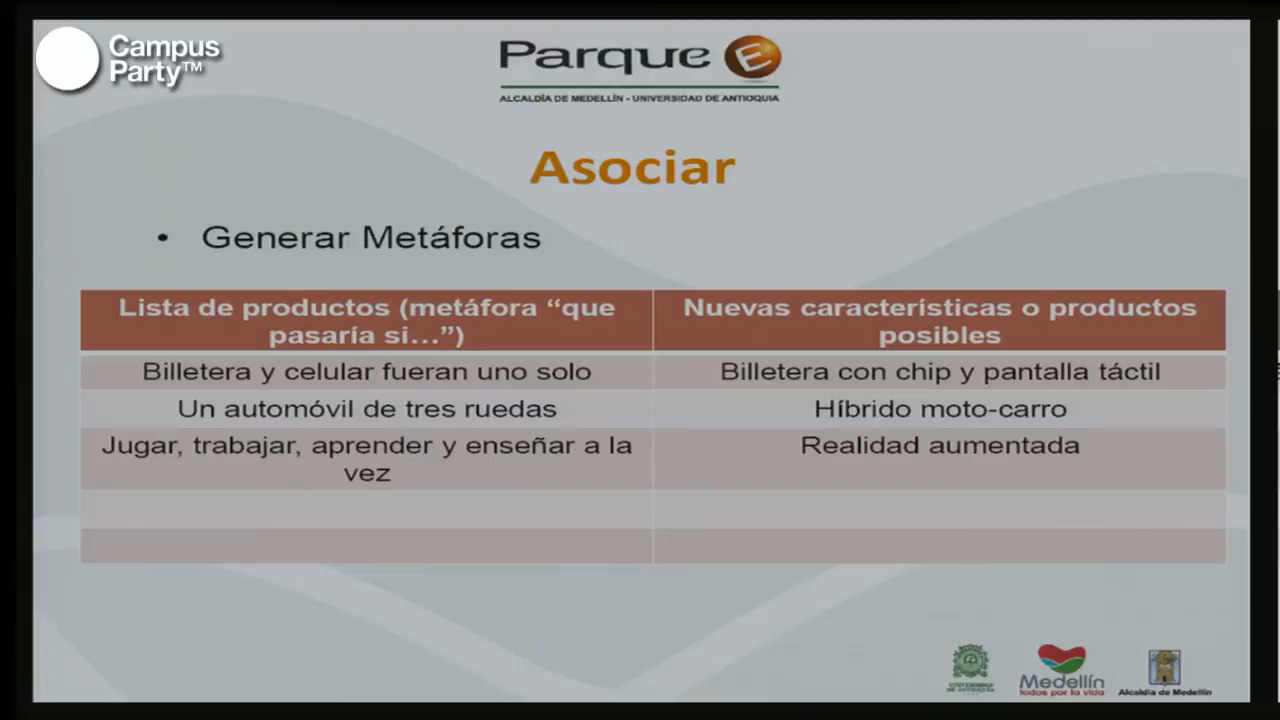 Campus
Party™
Parque E
ALCALDÍA DE MEDELLÍN - UNIVERSIDAD DE ANTIOQUIA
Asociar
• Generar Metáforas
Lista de productos (metáfora “que
pasaría si...”)
Nuevas características o productos
posibles
Billetera y celular fueran uno solo
Billetera con chip y pantalla táctil
Un automóvil de tres ruedas
Híbrido moto-carro
Jugar, trabajar, aprender y enseñar a la
vez
Realidad aumentada
UNIVERSIDAD
DE ANTIOQUIA
Medellín
todos por la vida
Alcaldía de Medellín